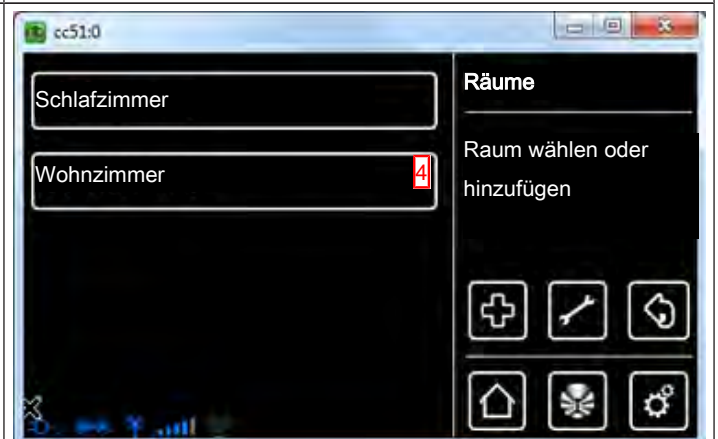 cc51:0
Schlafzimmer
Wohnzimmer 4
Räume
Raum wählen oder
hinzufügen